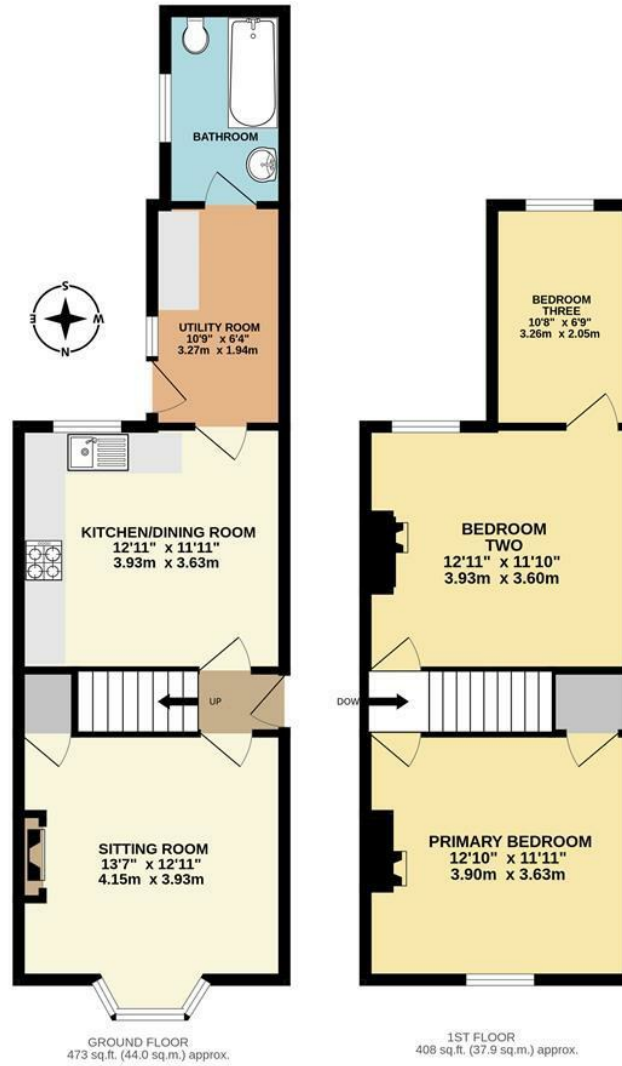 BATHROOM
S
E
W
N
UTILITY ROOM
10'9" x 6'4"
3.27m x 1.94m
KITCHEN/DINING ROOM
12'11" x 11'11"
3.93m x 3.63m
UP
SITTING ROOM
13'7" x 12'11"
4.15m x 3.93m
GROUND FLOOR
473 sq.ft. (44.0 sq.m.) approx.
BEDROOM
THREE
10'8" x 6'9"
3.26m x 2.05m
BEDROOM
TWO
12'11" x 11'10"
3.93m x 3.60m
DOW
PRIMARY BEDROOM
12'10" x 11'11"
3.90m x 3.63m
1ST FLOOR
408 sq.ft. (37.9 sq.m.) approx.